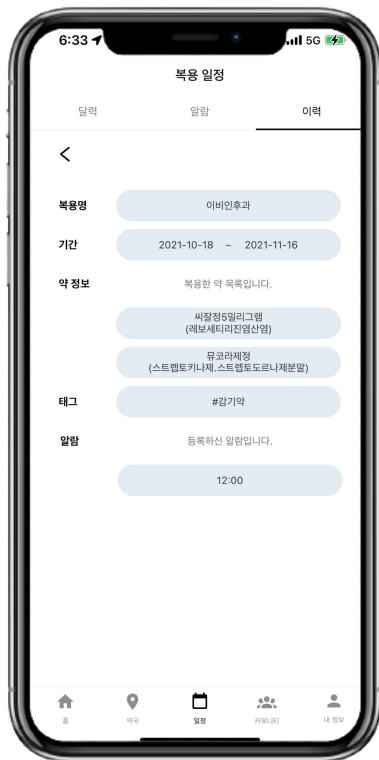 6:33
5G
복용 일정
달력
알람
이력
복용명
이비인후과
기간
2021-10-18 ~ 2021-11-16
약 정보
복용한 약 목록입니다.
씨잘정5밀리그램
(레보세티리진염산염)
뮤코라제정
(스트렙토키나제.스트렙토도르나제분말)
태그
#감기약
알람
등록하신 알람입니다.
12:00
홈
약국
일정
커뮤니티
내 정보